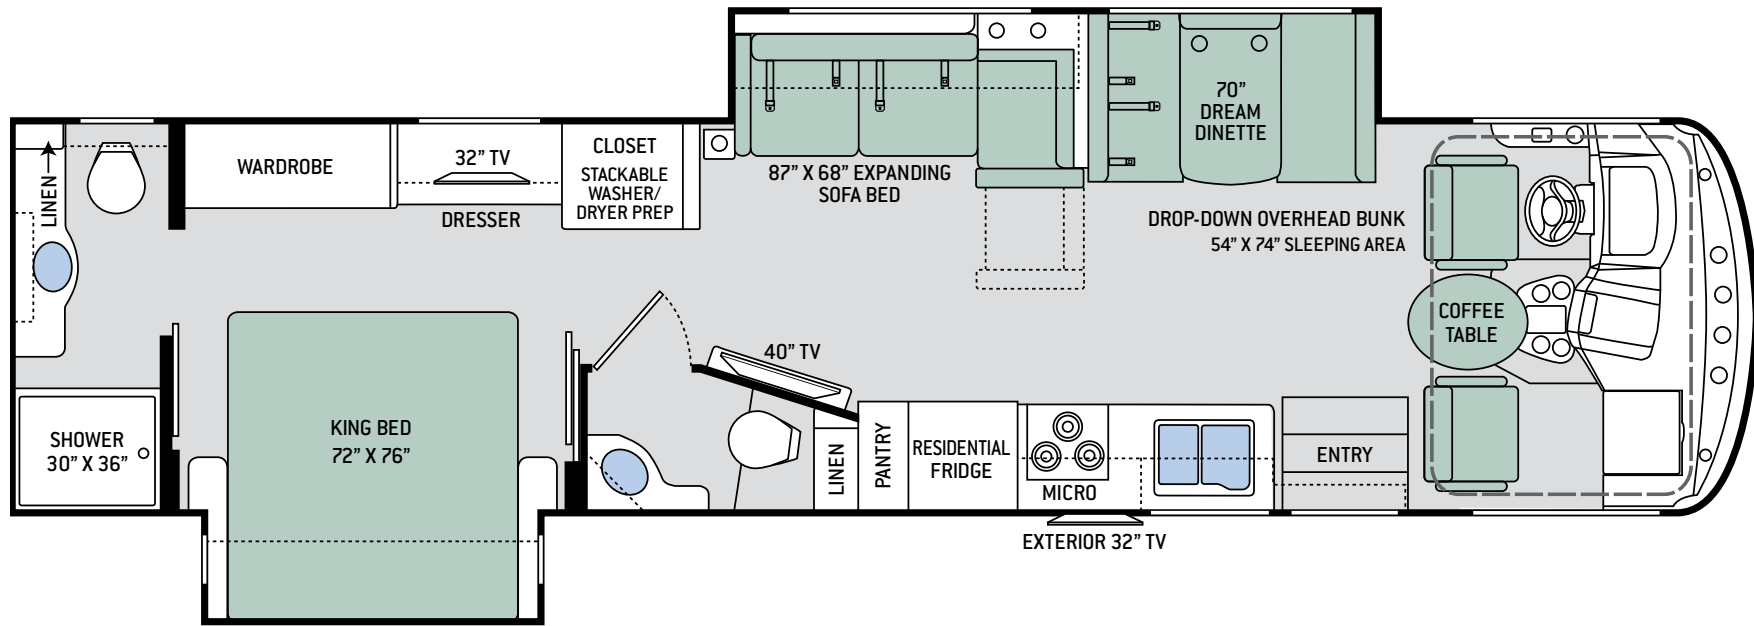 LINEN
WARDROBE
32” TV
DRESSER
CLOSET
STACKABLE
WASHER/
DRYER PREP
87” X 68” EXPANDING
SOFA BED
70”
DREAM
DINETTE
DROP-DOWN OVERHEAD BUNK
54” X 74” SLEEPING AREA
COFFEE
TABLE
40” TV
SHOWER
30” X 36”
KING BED
72” X 76”
LINEN
PANTRY
RESIDENTIAL
FRIDGE
MICRO
ENTRY
EXTERIOR 32” TV